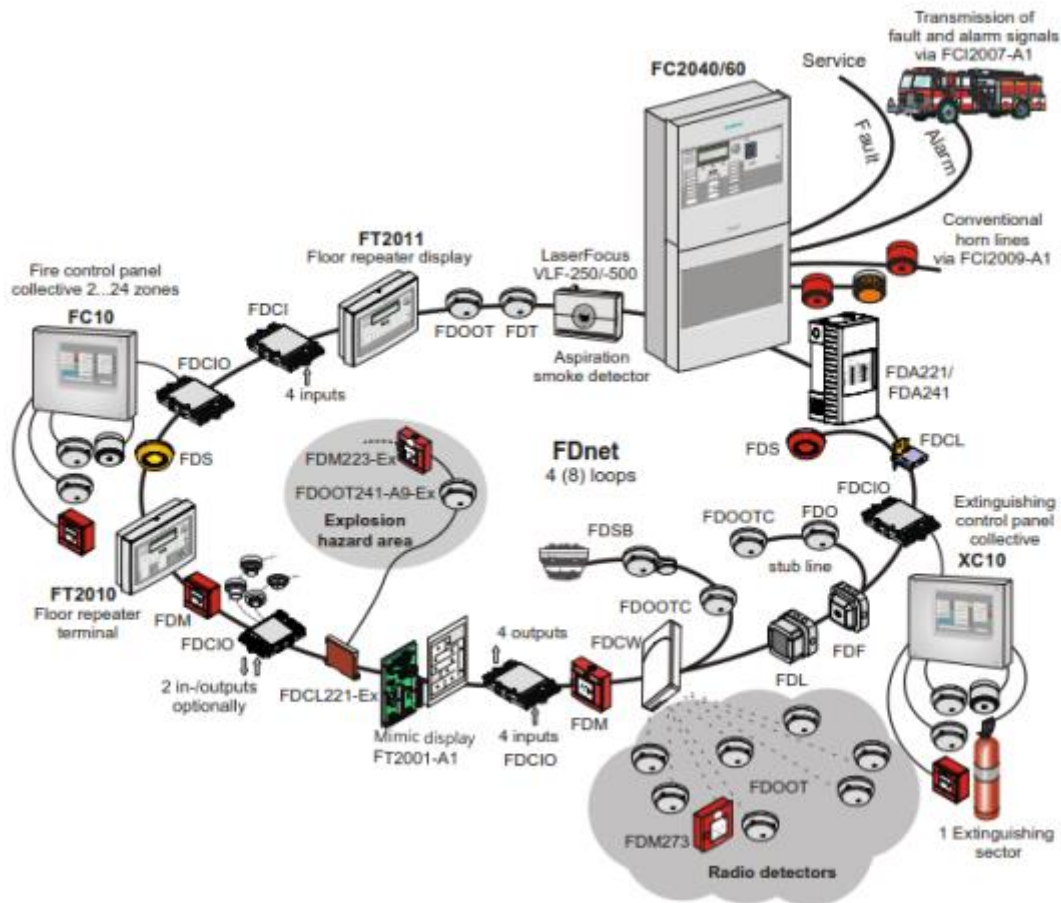 Transmission of
fault and alarm signals
via FCI2007-A1
FC2040/60
Service
Fault
Alarm
Conventional
horn lines
via FCI2009-A1
FT2011
Floor repeater display
LaserFocus
VLF-250/-500
Fire control panel
collective 2...24 zones
FC10
FDCI
FDCIO
4 inputs
FDOOT
FDT
Aspiration
smoke detector
FDA221/
FDA241
FDS
FDM223-Ex
FDOOT241-A9-Ex
Explosion
hazard area
FDnet
4 (8) loops
FDS
FDCL
FDCIO
Extinguishing
control panel
collective
XC10
FDSB
FDOOTC
FDO
stub line
FT2010
Floor repeater
terminal
FDM
FDCIO
2 in-/outputs
optionally
FDCL221-Ex
Mimic display
FT2001-A1
4 outputs
4 inputs
FDCIO
FDM
FDCW
FDOOTC
FDL
FDF
FDOOT
FDM273
Radio detectors
1 Extinguishing
sector